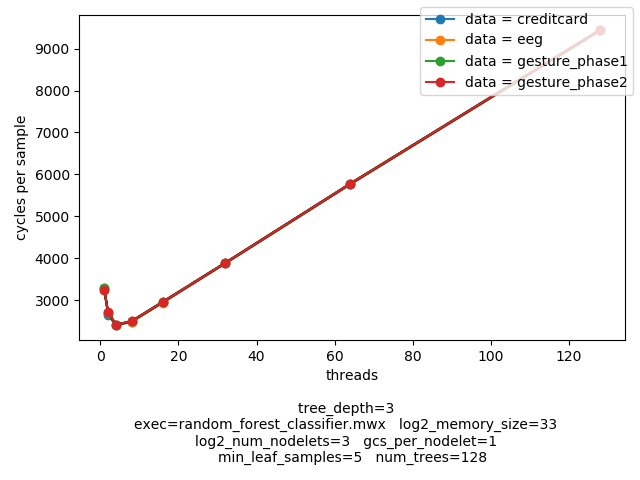 data = creditcard
data = eeg
data = gesture_phase1
data = gesture_phase2
9000
8000
7000
6000
5000
4000
3000
cycles per sample
0 20 40 60 80 100 120
threads
tree_depth=3
exec=random_forest_classifier.mwx log2_memory_size=33
log2_num_nodelets=3 gcs_per_nodelet=1
min_leaf_samples=5 num_trees=128